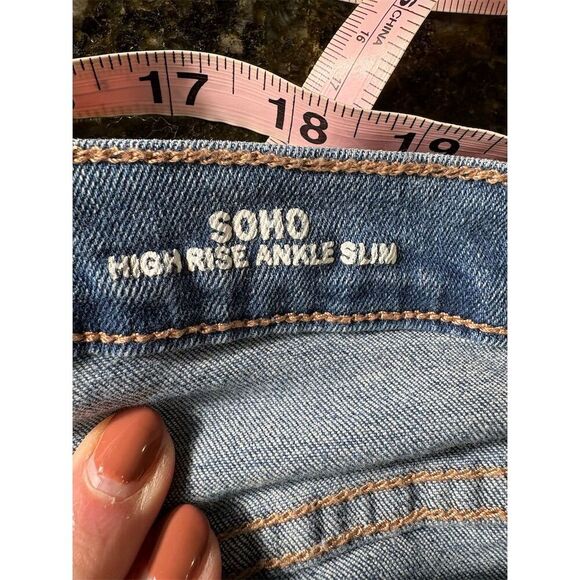 CHINA
16
17
18
19
SOHO
HIGH RISE ANKLE SLIM